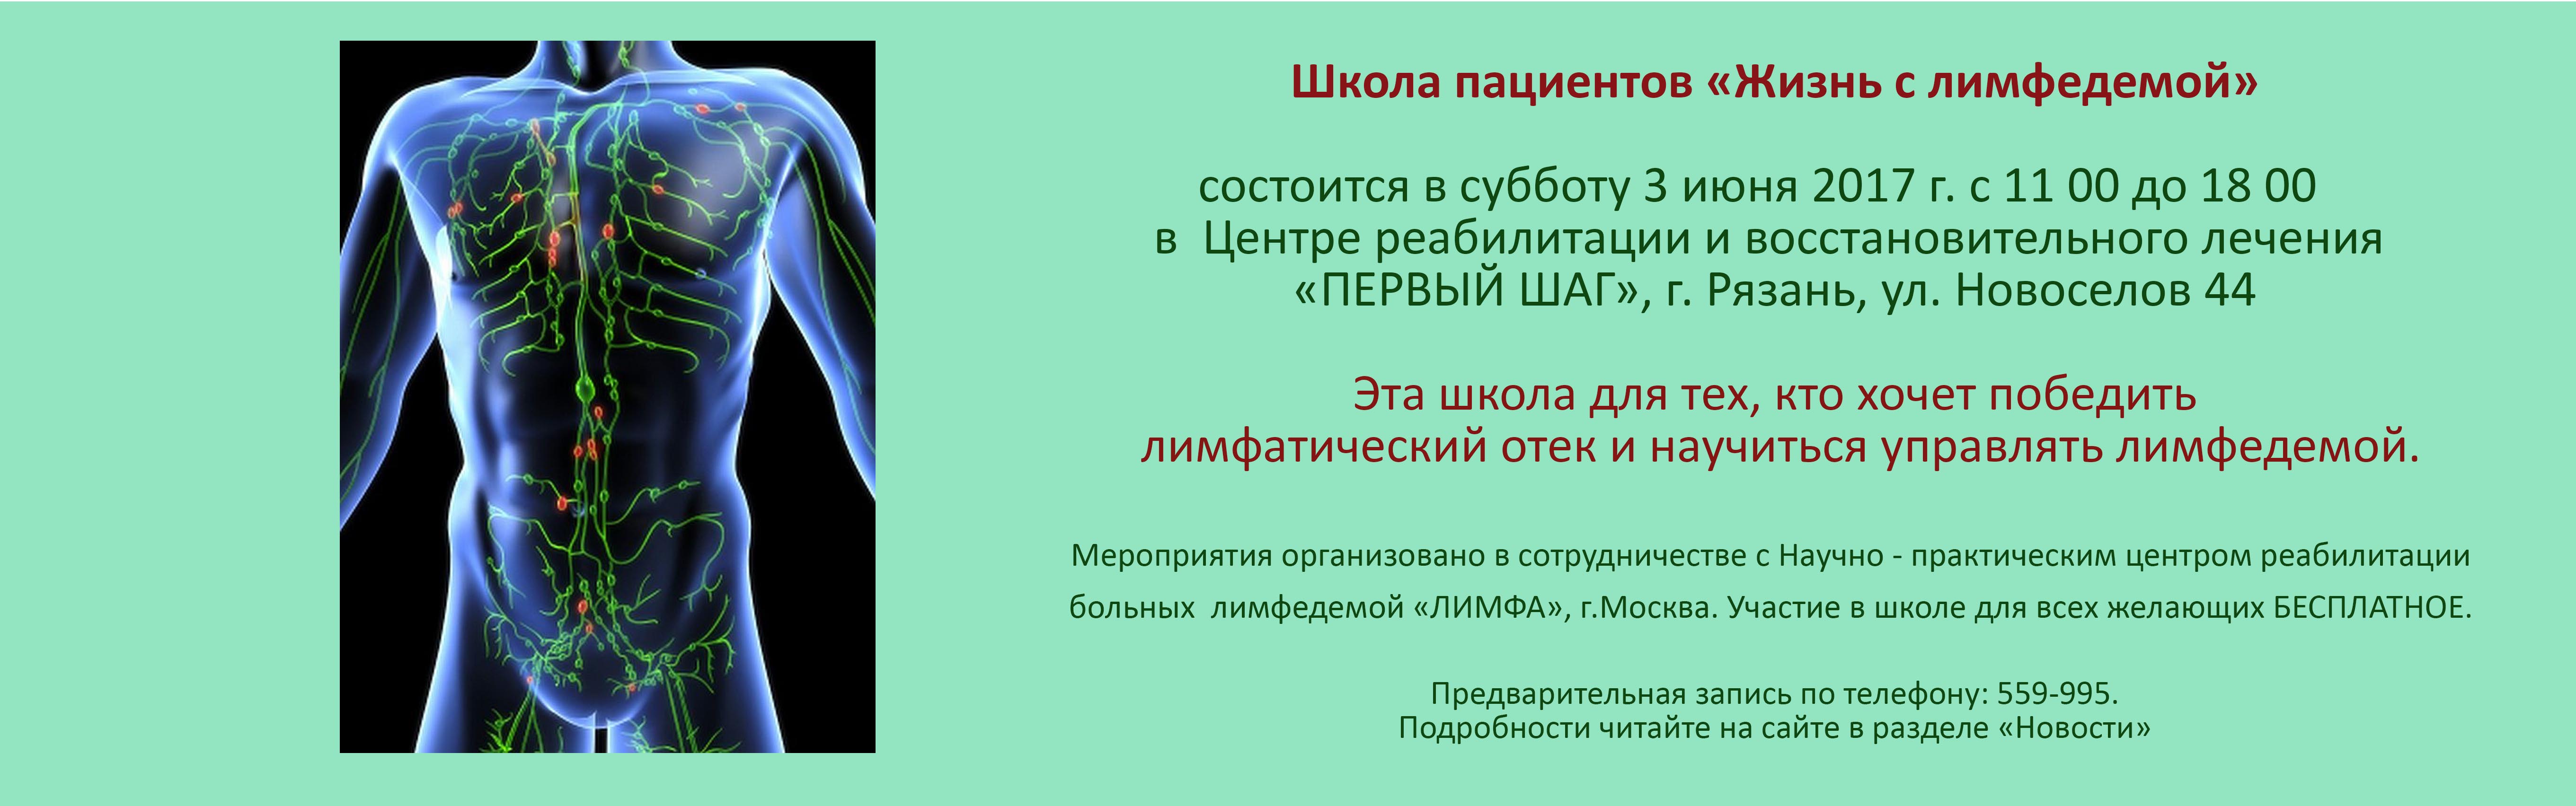 Школа пациентов «Жизнь с лимфедемой»
состоится в субботу 3 июня 2017 г. с 11 00 до 18 00
в Центре реабилитации и восстановительного лечения
«ПЕРВЫЙ ШАГ», г. Рязань, ул. Новоселов 44
Эта школа для тех, кто хочет победить
лимфатический отек и научиться управлять лимфедемой.
Мероприятия организовано в сотрудничестве с Научно - практическим центром реабилитации
больных лимфедемой «ЛИМФА», г.Москва. Участие в школе для всех желающих БЕСПЛАТНОЕ.
Предварительная запись по телефону: 559-995.
Подробности читайте на сайте в разделе «Новости»